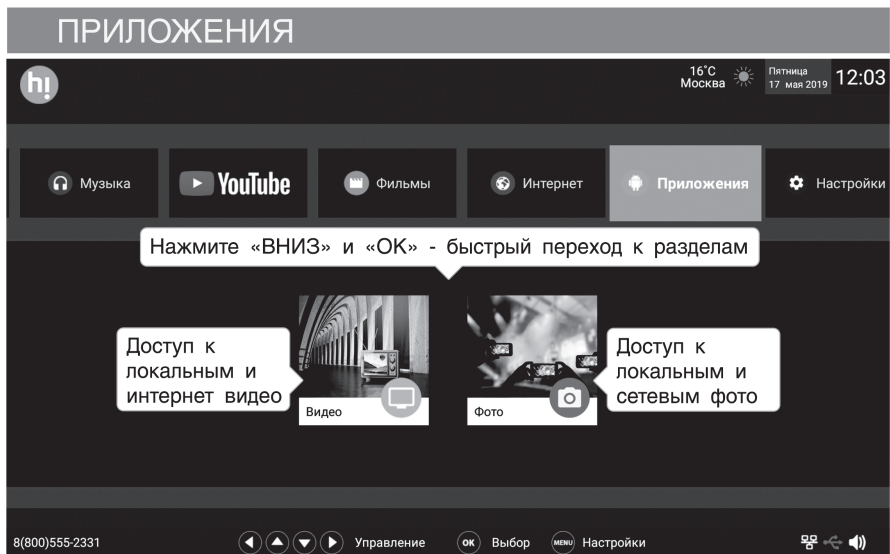 ПРИЛОЖЕНИЯ
hi
16°C
Москва
Пятница
17 мая 2019
12:03
Музыка
YouTube
Фильмы
Интернет
Приложения
Настройки
Нажмите «ВНИЗ» и «ОК» - быстрый переход к разделам
Доступ к
локальным и
интернет видео
Видео
Фото
Доступ к
локальным и
сетевым фото
8(800)555-2331
Управление
OK
Выбор
MENU
Настройки